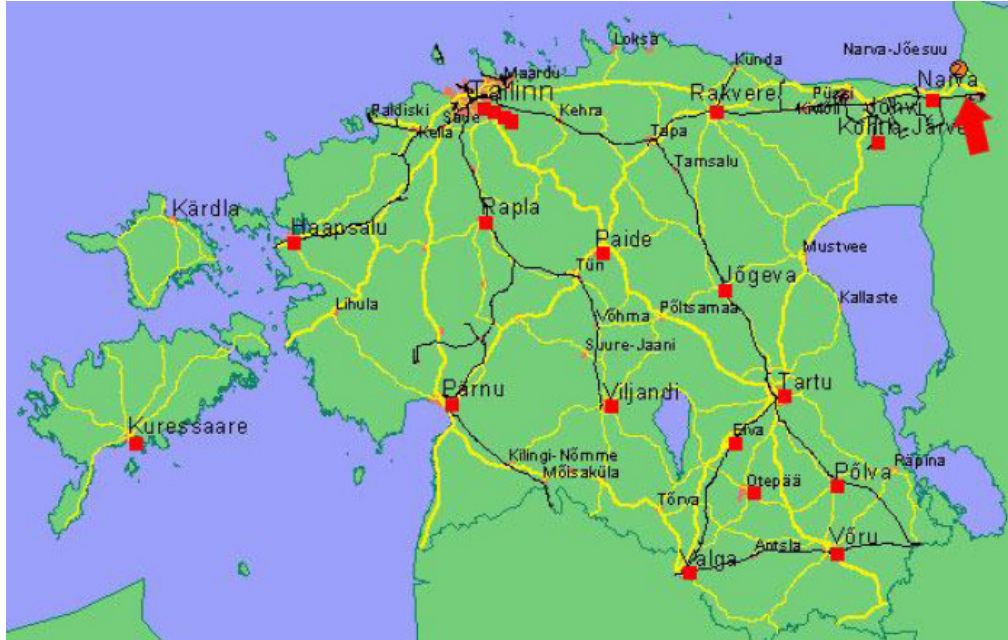 Loksa
Narva-Jõesuu
Kunda
2
Maardu
Narva
Tallinn
Rakvere
Püssi
Kiviõli
Jõhvi
Paldiski
Saue
Kehra
Keila
Tapa
Kohtla-Järve
Tamsalu
Kärdla
Rapla
Haapsalu
Paide
Mustvee
Türi
Jõgeva
Kallaste
Lihula
Põltsamaa
Võhma
Suure-Jaani
Pärnu
Viljandi
Tartu
Kuressaare
Elva
Kilingi-Nõmme
Räpina
Mõisaküla
Põlva
Otepää
Tõrva
Antsla
Võru
Valga